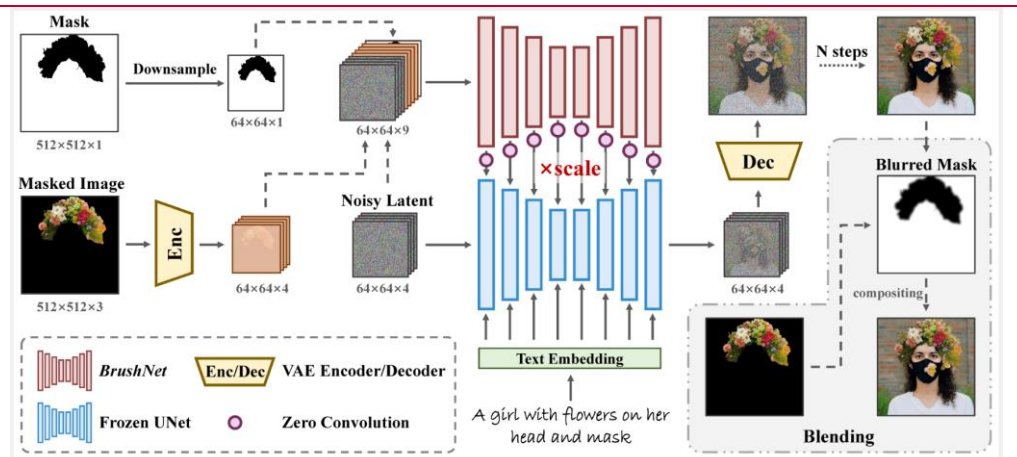 Mask
Downsample
512×512×1
64×64×1
64×64×9
Masked Image
Enc
512×512×3
64×64×4
Noisy Latent
64×64×4
×scale
Text Embedding
A girl with flowers on her
head and mask
N steps
Dec
64×64×4
Blurred Mask
compositing
Blending
BrushNet
Enc/Dec
VAE Encoder/Decoder
Frozen UNet
Zero Convolution